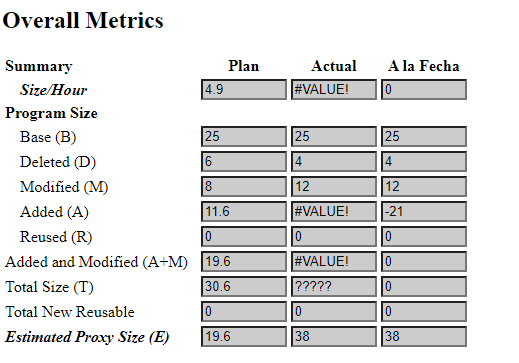 Overall Metrics
Summary Plan Actual A la Fecha
Size/Hour 4.9 #VALUE! 0
Program Size
Base (B) 25 25 25
Deleted (D) 6 4 4
Modified (M) 8 12 12
Added (A) 11.6 #VALUE! -21
Reused (R) 0 0 0
Added and Modified (A+M) 19.6 #VALUE! 0
Total Size (T) 30.6 ????? 0
Total New Reusable 0 0 0
Estimated Proxy Size (E) 19.6 38 38